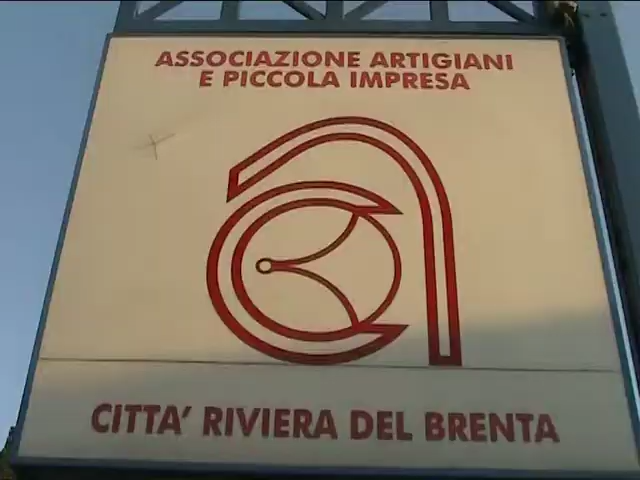 ASSOCIAZIONE ARTIGIANI
E PICCOLA IMPRESA
CITTA' RIVIERA DEL BRENTA